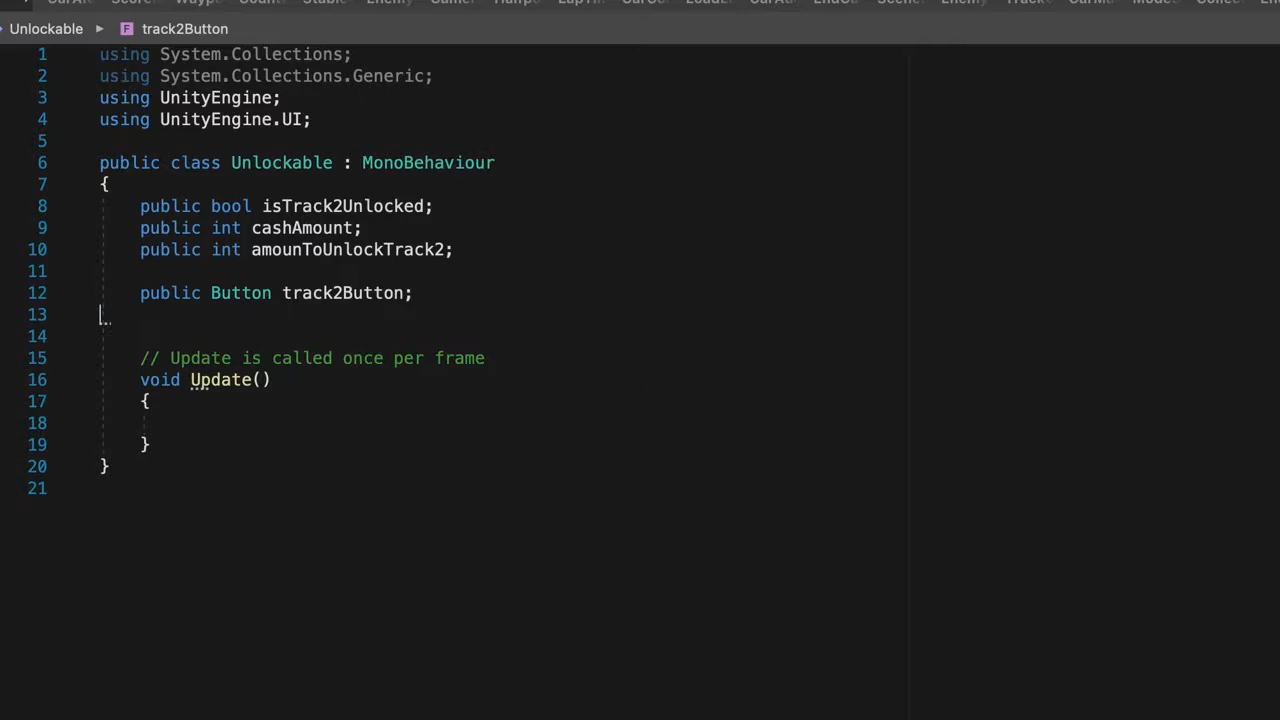 Unlockable ▸ F track2Button
1 using System.Collections;
2 using System.Collections.Generic;
3 using UnityEngine;
4 using UnityEngine.UI;
5
6 public class Unlockable : MonoBehaviour
7 {
8 public bool isTrack2Unlocked;
9 public int cashAmount;
10 public int amounToUnlockTrack2;
11
12 public Button track2Button;
13
14
15 // Update is called once per frame
16 void Update()
17 {
18
19 }
20 }
21